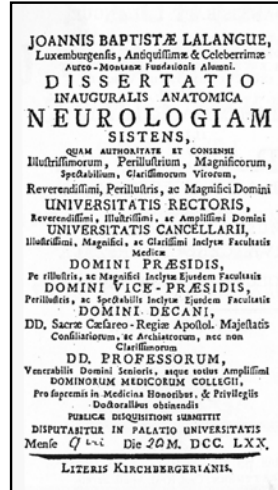 JOANNIS BAPTISTÆ LALANGUE,
Luxemburgensis, Antiquissimæ & Celeberrimæ
Aureo-Montanæ Fundationis Alumni.
DISSERTATIO
INAUGURALIS ANATOMICA
NEUROLOGIAM
SISTENS,
QUAM AUTHORITATE ET CONSENSU
Illustrissimorum, Perillustrium, Magnificorum,
Spectabilium, Clarissimorum Virorum,
Reverendissimi, Perillustris, ac Magnifici Domini
UNIVERSITATIS RECTORIS,
Reverendissimi, Illustrissimi, ac Amplissimi Domini
UNIVERSITATIS CANCELLARII,
Illustrissimi, Magnifici, ac Clarissimi Inclytæ Facultatis
Medicæ
DOMINI PRÆSIDIS,
Perillustris, ac Magnifici Inclytæ Ejusdem Facultatis
DOMINI VICE-PRÆSIDIS,
Perillustris, ac Spectabilis Inclytæ Ejusdem Facultatis
DOMINI DECANI,
DD. Sacræ Cæsareo-Regiæ Apostol. Majestatis
Consiliariorum, ac Archiatrorum, nec non
Clarissimorum
DD. PROFESSORUM,
Venerabilis Domini Senioris, atque totius Amplissimi
DOMINORUM MEDICORUM COLLEGII,
Pro supremis in Medicina Honoribus, & Privilegiis
Doctoralibus obtinendis
PUBLICÆ DISQUISITIONI SUBMITTIT
DISPUTABITUR IN PALATIO UNIVERSITATIS
Mense Die 20 M. DCC. LXX.
LITERIS KIRCHBERGERIANIS.